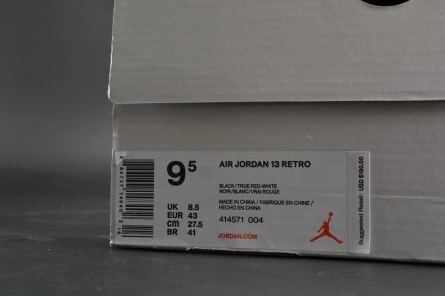 9⁵
AIR JORDAN 13 RETRO
BLACK/TRUE RED-WHITE
NOIR/BLANC/VRAI ROUGE
UK 8.5
EUR 43
CM 27.5
BR 41
MADE IN CHINA / FABRIQUE EN CHINE /
HECHO EN CHINA
414571 004
JORDAN.COM
Suggested Retail: USD $190.00